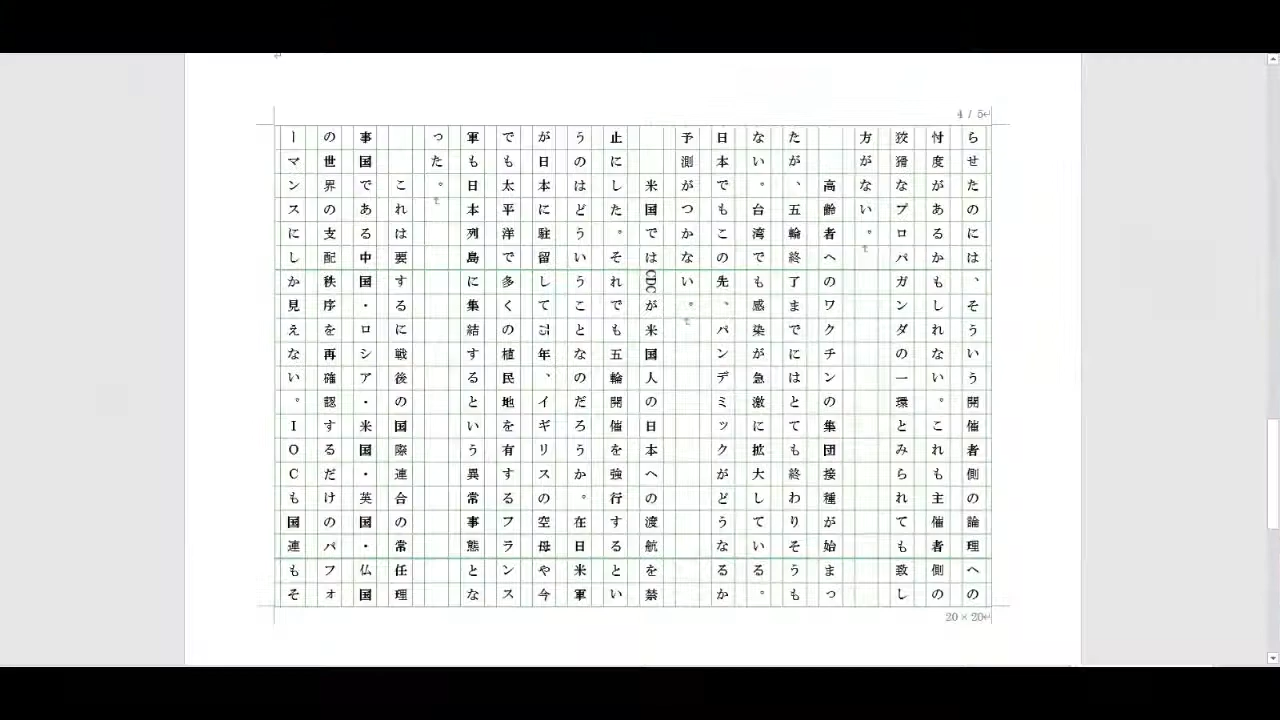 4 / 5
らせたのには、そういう開催者側の論理への
忖度があるかもしれない。これも主催者側の
狡猾なプロパガンダの一環とみられても致し
方がない。
高齢者へのワクチンの集団接種が始まっ
たが、五輪終了までにはとても終わりそうも
ない。台湾でも感染が急激に拡大している。
日本でもこの先、パンデミックがどうなるか
予測がつかない。
米国ではCDCが米国人の日本への渡航を禁
止にした。それでも五輪開催を強行するとい
うのはどういうことなのだろうか。在日米軍
が日本に駐留して75年、イギリスの空母や今
でも太平洋で多くの植民地を有するフランス
軍も日本列島に集結するという異常事態とな
った。
これは要するに戦後の国際連合の常任理
事国である中国・ロシア・米国・英国・仏国
の世界の支配秩序を再確認するだけのパフォ
ーマンスにしか見えない。IOCも国連もそ
20 × 20